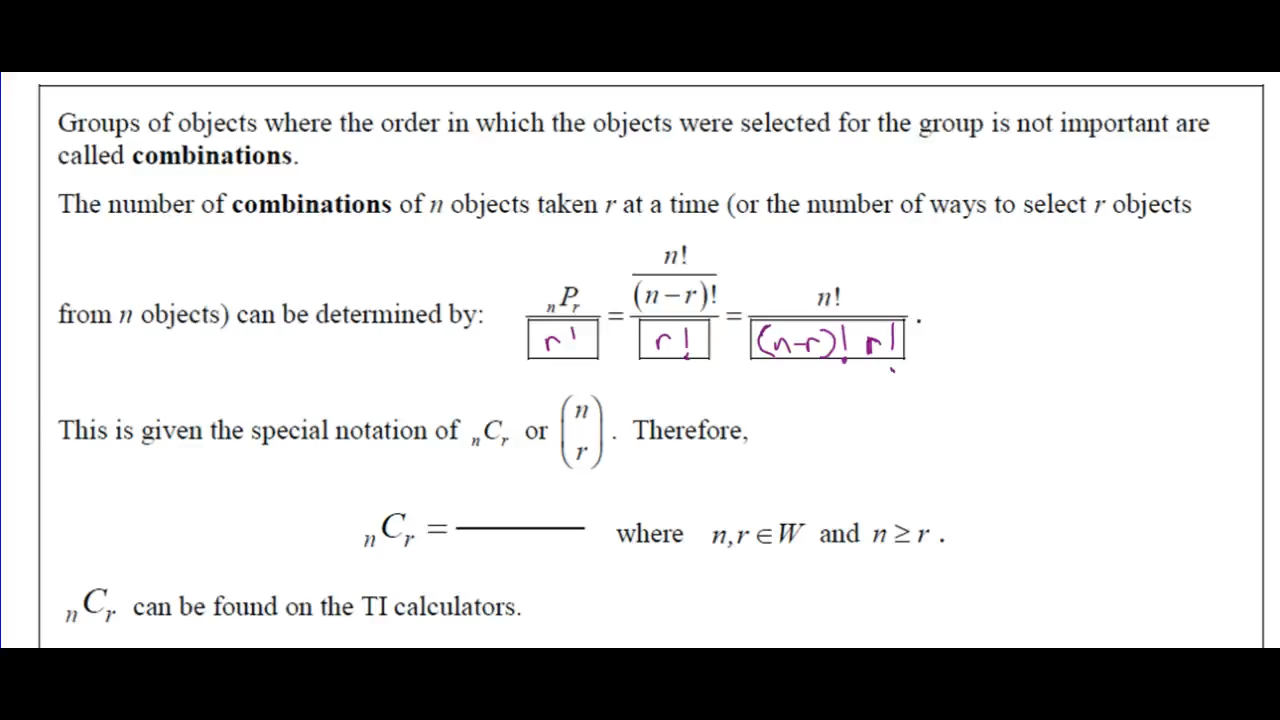 Groups of objects where the order in which the objects were selected for the group is not important are
called combinations.
The number of combinations of n objects taken r at a time (or the number of ways to select r objects
from n objects) can be determined by: nPr / r! = (n! / (n−r)!) / r! = n! / (n-r)! r! .
This is given the special notation of nCr or (n r) . Therefore,
nCr = ——— where n,r ∈ W and n ≥ r .
nCr can be found on the TI calculators.